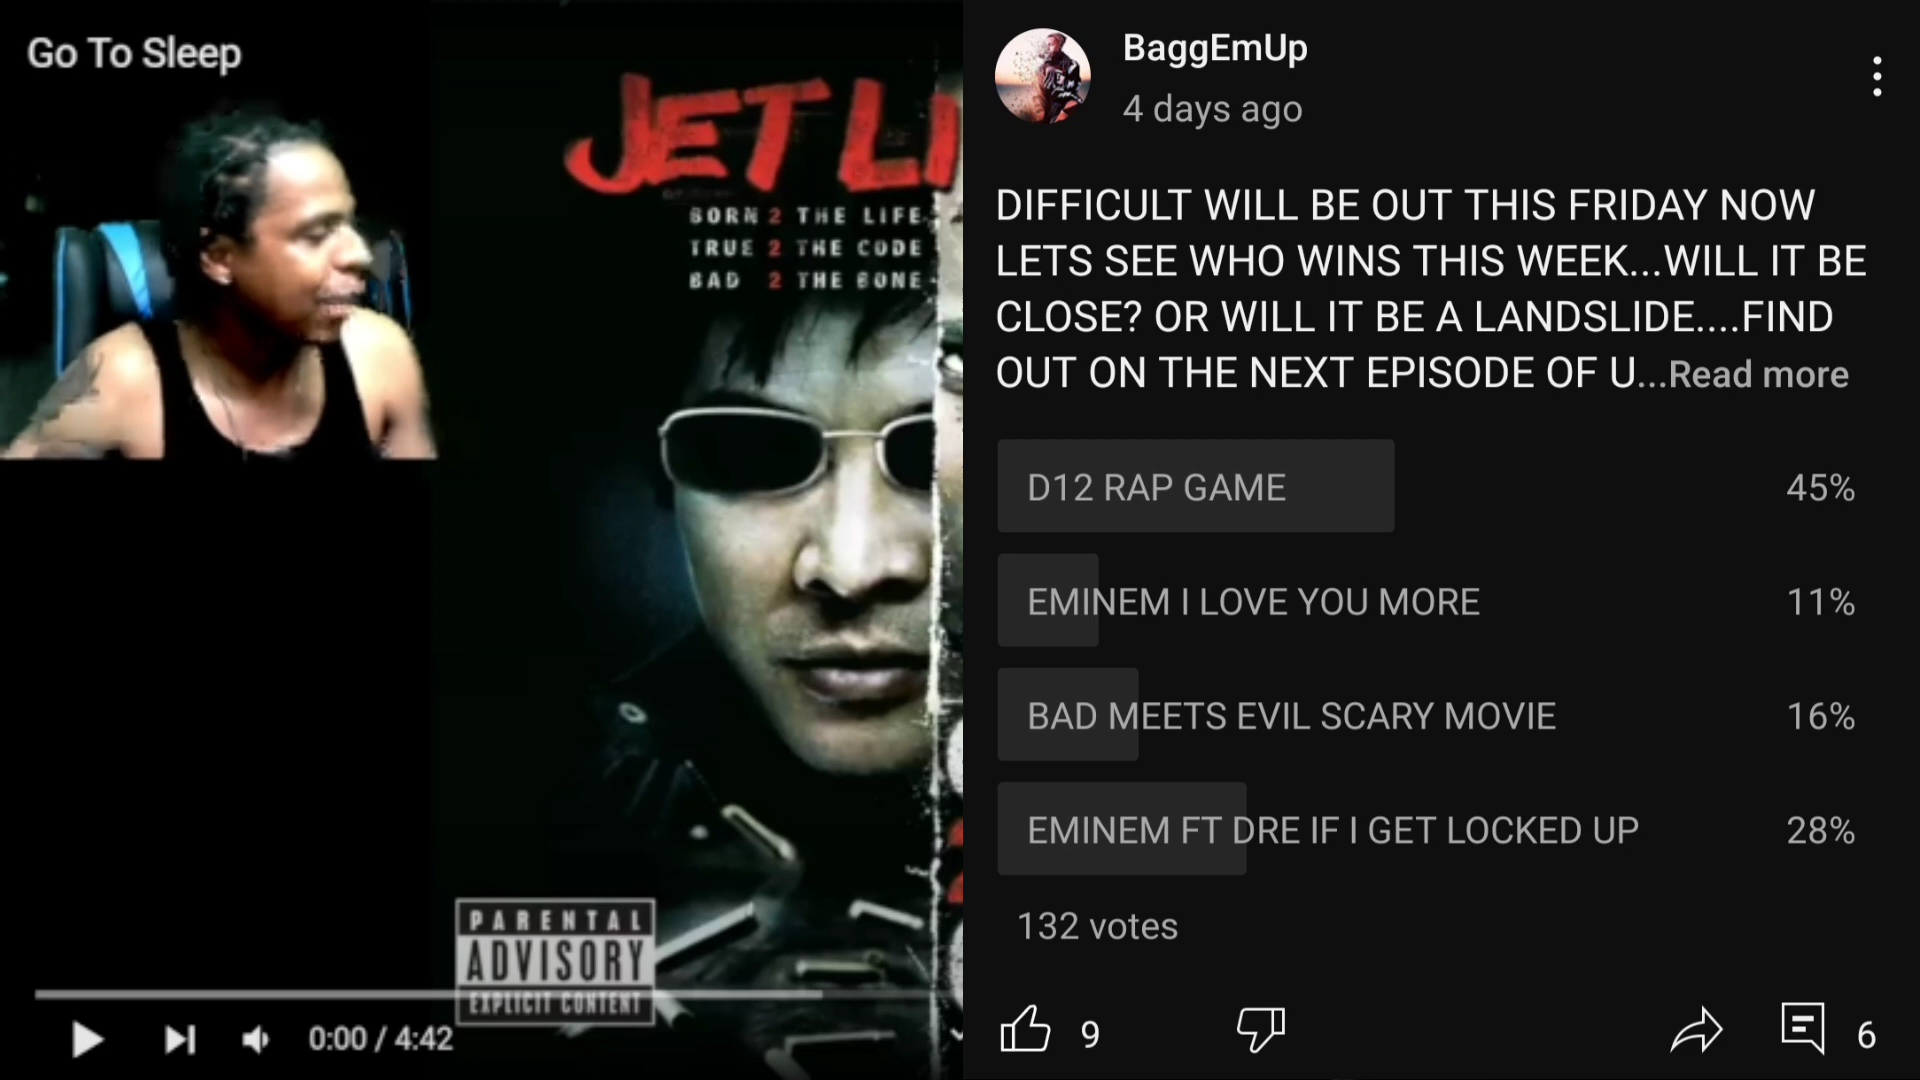 Go To Sleep
JET LI
BORN 2 THE LIFE
TRUE 2 THE CODE
BAD 2 THE BONE
PARENTAL
ADVISORY
EXPLICIT CONTENT
0:00 / 4:42
BaggEmUp
4 days ago
DIFFICULT WILL BE OUT THIS FRIDAY NOW
LETS SEE WHO WINS THIS WEEK...WILL IT BE
CLOSE? OR WILL IT BE A LANDSLIDE....FIND
OUT ON THE NEXT EPISODE OF U...Read more
D12 RAP GAME 45%
EMINEM I LOVE YOU MORE 11%
BAD MEETS EVIL SCARY MOVIE 16%
EMINEM FT DRE IF I GET LOCKED UP 28%
132 votes
9 6